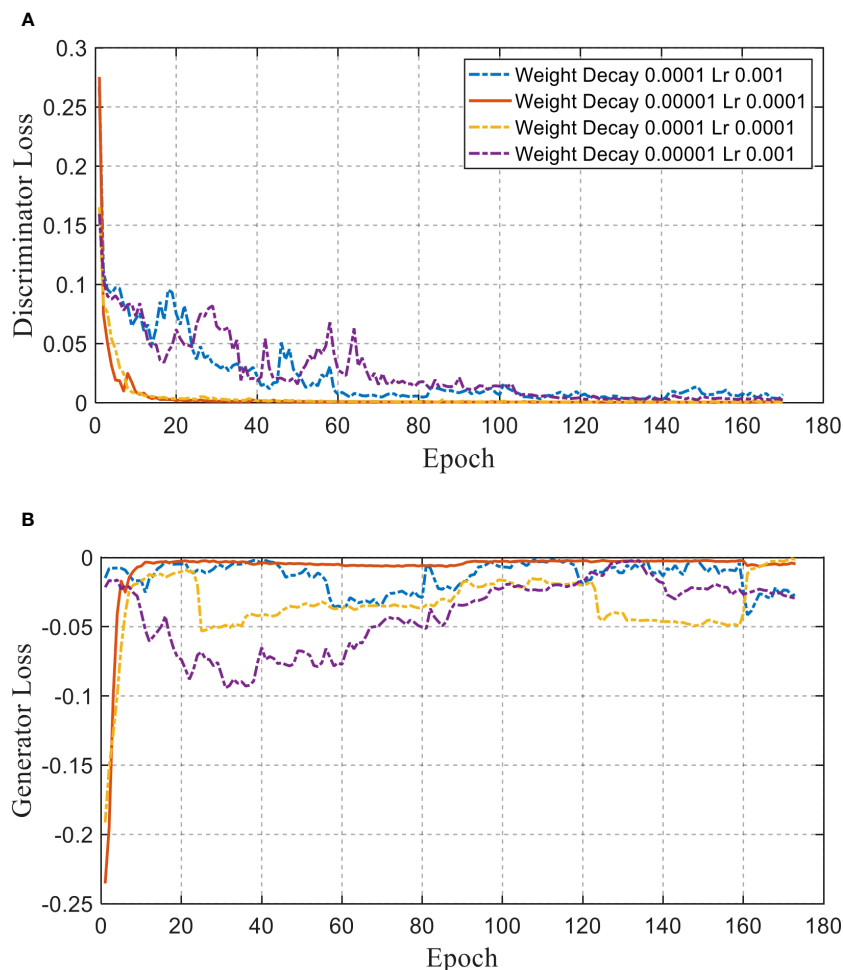 A
0.3
0.25
0.2
0.15
0.1
0.05
0
Discriminator Loss
Weight Decay 0.0001 Lr 0.001
Weight Decay 0.00001 Lr 0.0001
Weight Decay 0.0001 Lr 0.0001
Weight Decay 0.00001 Lr 0.001
0 20 40 60 80 100 120 140 160 180
Epoch
B
0
-0.05
-0.1
-0.15
-0.2
-0.25
Generator Loss
0 20 40 60 80 100 120 140 160 180
Epoch